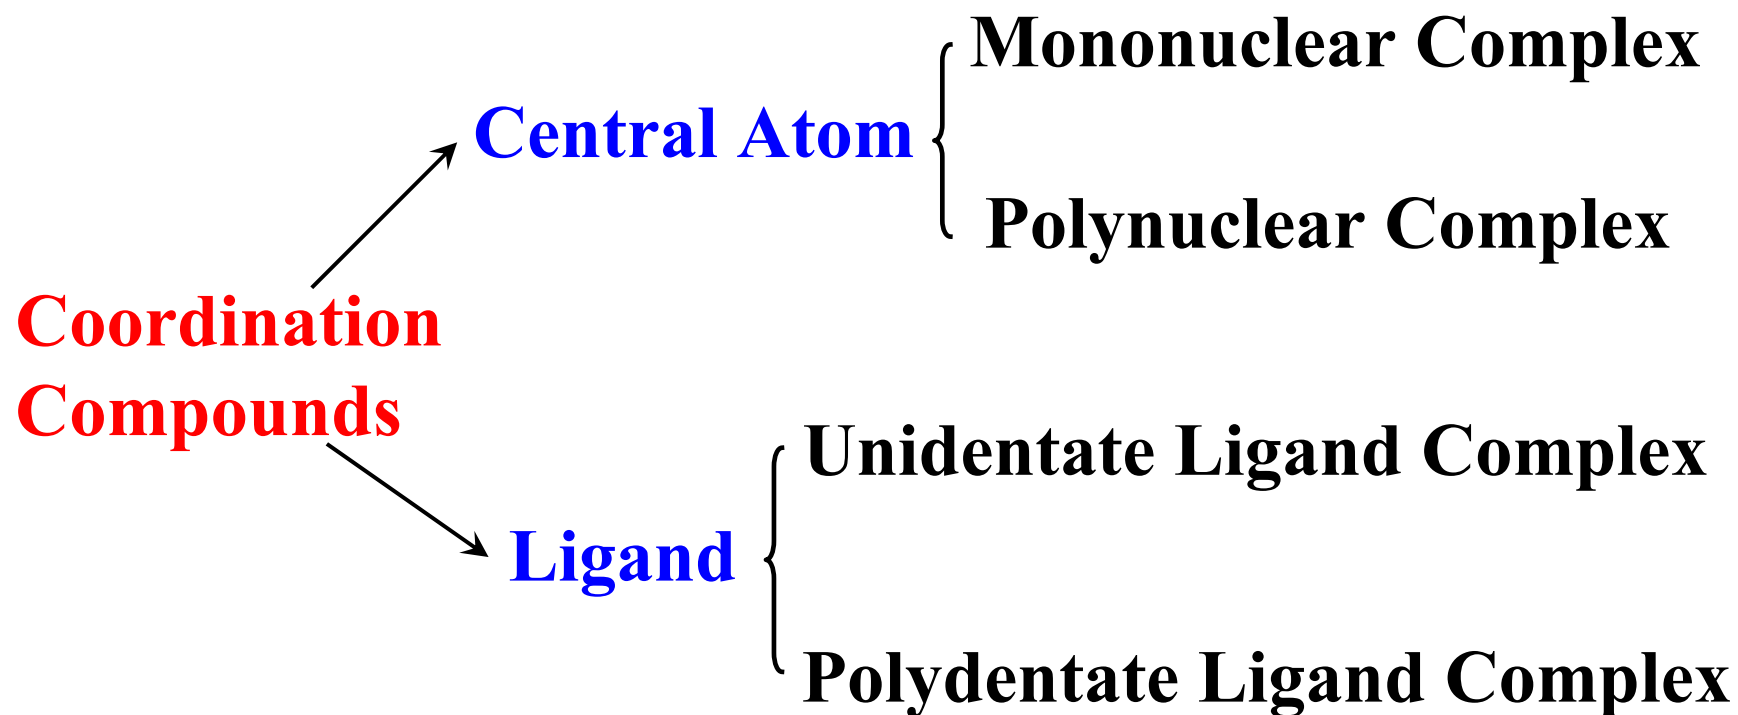 Mononuclear Complex
Central Atom
Polynuclear Complex
Coordination
Compounds
Unidentate Ligand Complex
Ligand
Polydentate Ligand Complex